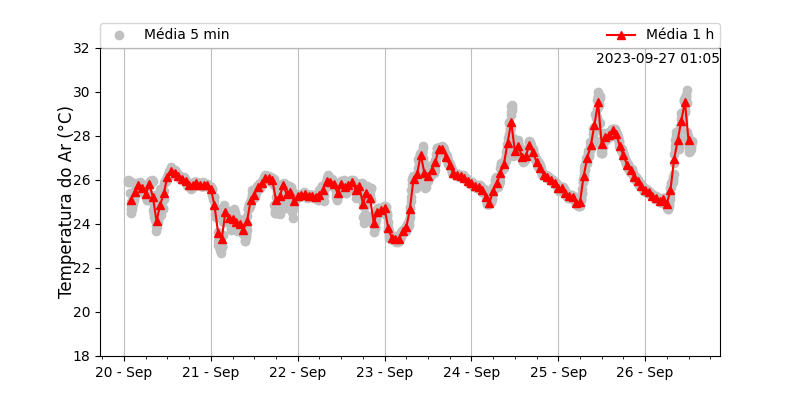 Média 5 min
Média 1 h
2023-09-27 01:05
Temperatura do Ar (°C)
32
30
28
26
24
22
20
18
20 - Sep
21 - Sep
22 - Sep
23 - Sep
24 - Sep
25 - Sep
26 - Sep